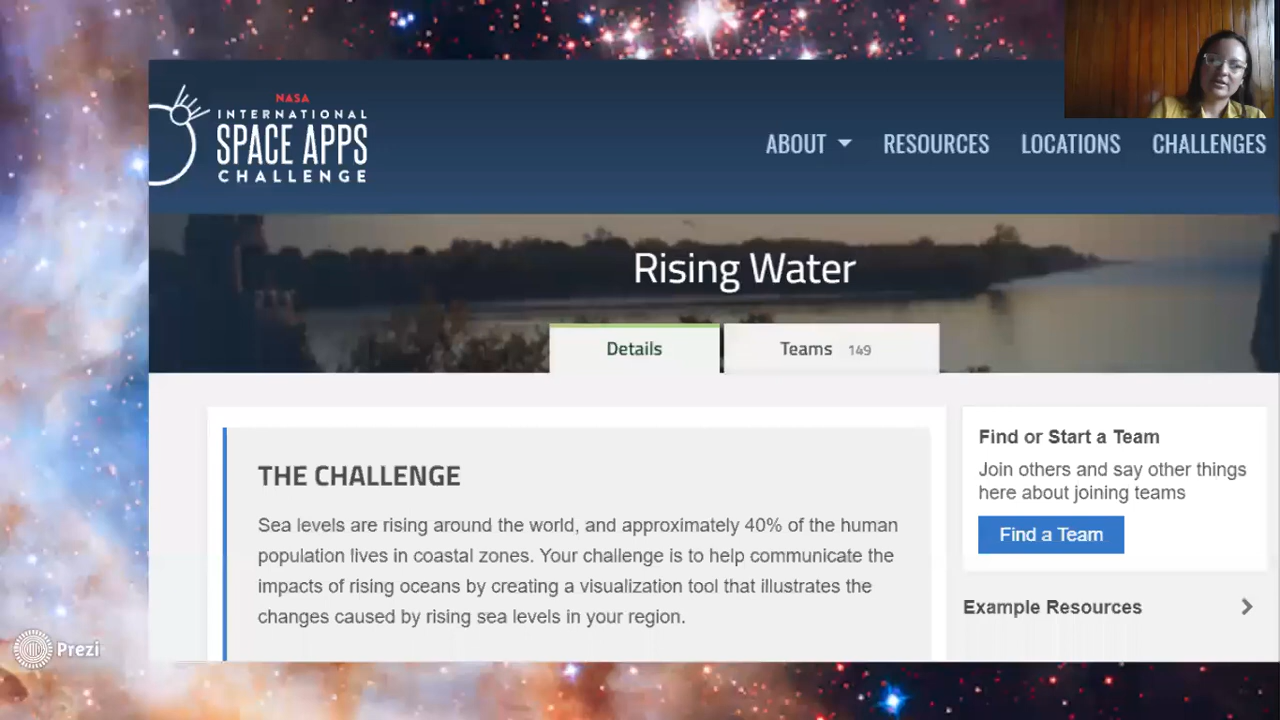 NASA
INTERNATIONAL
SPACE APPS
CHALLENGE
ABOUT
RESOURCES
LOCATIONS
CHALLENGES
Rising Water
Details
Teams 149
THE CHALLENGE
Sea levels are rising around the world, and approximately 40% of the human
population lives in coastal zones. Your challenge is to help communicate the
impacts of rising oceans by creating a visualization tool that illustrates the
changes caused by rising sea levels in your region.
Find or Start a Team
Join others and say other things
here about joining teams
Find a Team
Example Resources
Prezi